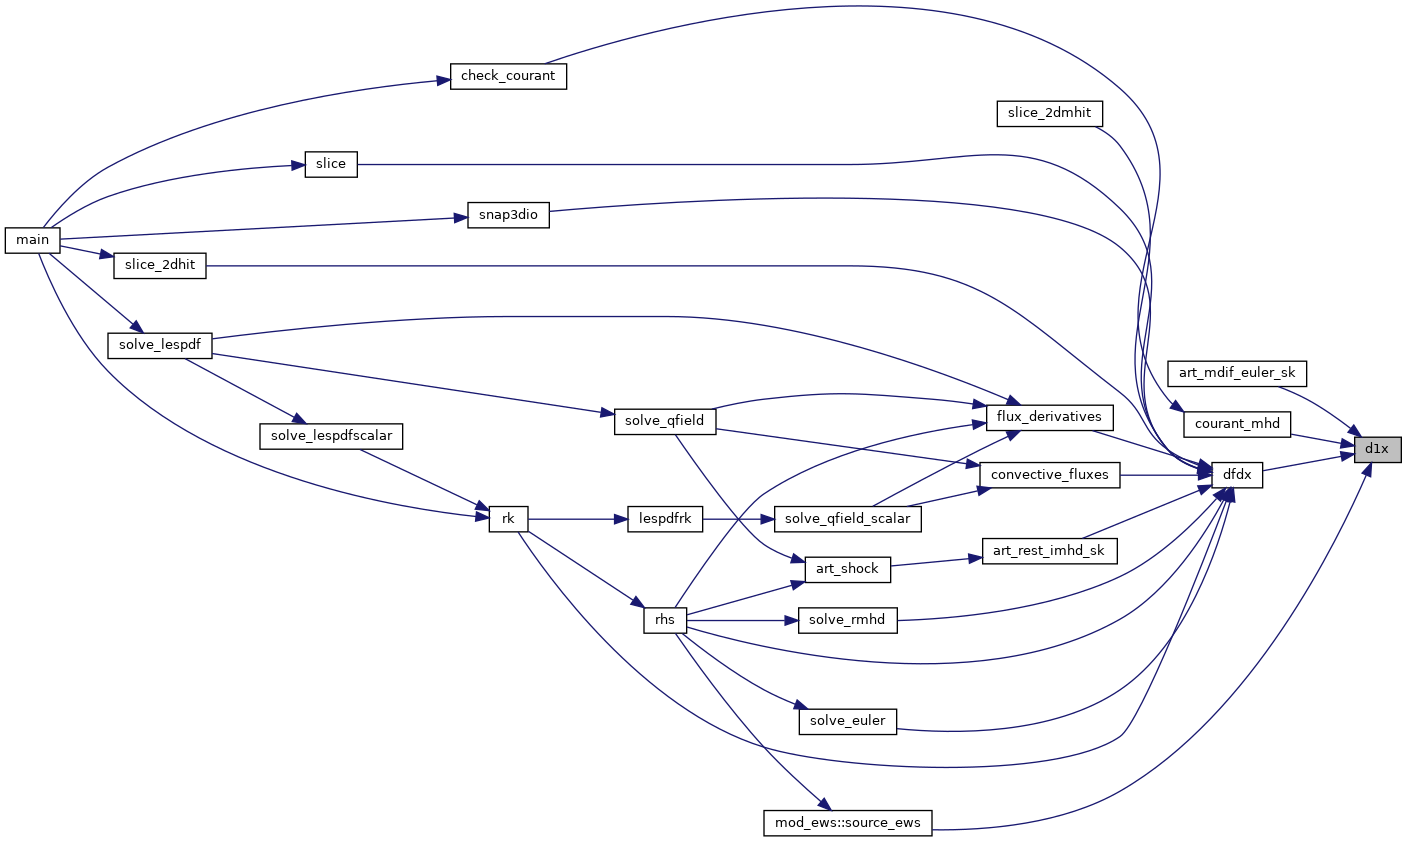 check_courant
slice_2dmhit
slice
snap3dio
main
slice_2dhit
solve_lespdf
art_mdif_euler_sk
solve_qfield
flux_derivatives
courant_mhd
solve_lespdfscalar
d1x
convective_fluxes
dfdx
rk
lespdfrk
solve_qfield_scalar
art_rest_imhd_sk
art_shock
rhs
solve_rmhd
solve_euler
mod_ews::source_ews